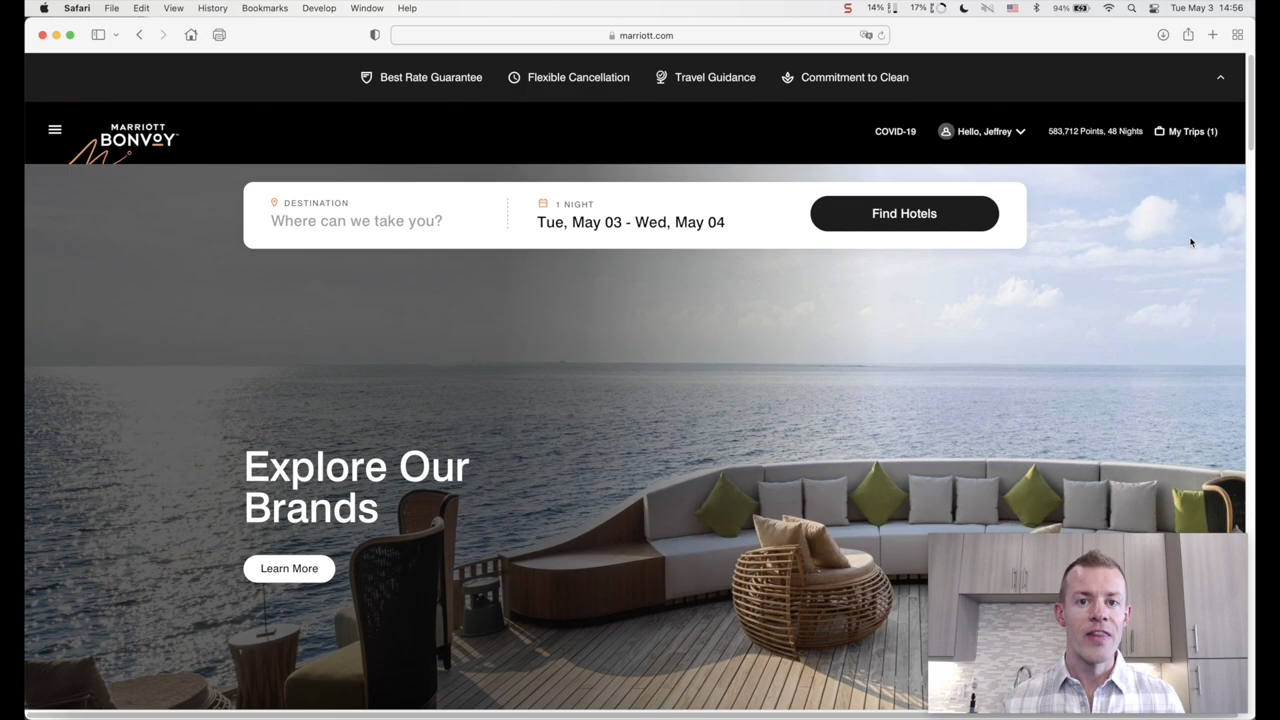 Safari File Edit View History Bookmarks Develop Window Help 14% 17% 94% Tue May 3 14:56
marriott.com
Best Rate Guarantee Flexible Cancellation Travel Guidance Commitment to Clean
MARRIOTT
BONVOY
COVID-19 Hello, Jeffrey 583,712 Points, 48 Nights My Trips (1)
DESTINATION 1 NIGHT
Where can we take you? Tue, May 03 - Wed, May 04 Find Hotels
Explore Our
Brands
Learn More